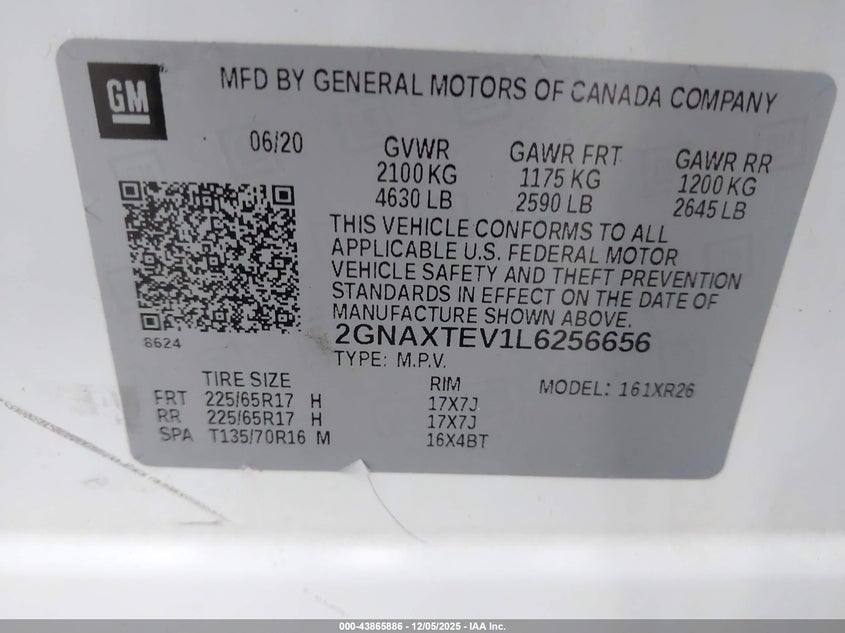 GM
MFD BY GENERAL MOTORS OF CANADA COMPANY
06/20
GVWR GAWR FRT GAWR RR
2100 KG 1175 KG 1200 KG
4630 LB 2590 LB 2645 LB
THIS VEHICLE CONFORMS TO ALL
APPLICABLE U.S. FEDERAL MOTOR
VEHICLE SAFETY AND THEFT PREVENTION
STANDARDS IN EFFECT ON THE DATE OF
MANUFACTURE SHOWN ABOVE.
8624
2GNAXTEV1L6256656
TYPE: M.P.V.
TIRE SIZE RIM MODEL: 161XR26
FRT 225/65R17 H 17X7J
RR 225/65R17 H 17X7J
SPA T135/70R16 M 16X4BT
000-43865886 - 12/05/2025 - IAA Inc.